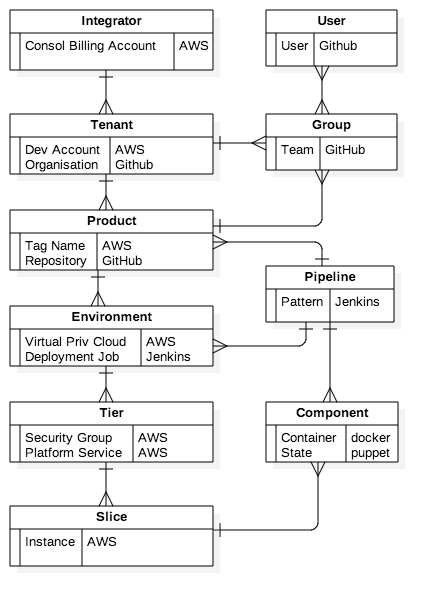 Integrator
Consol Billing Account AWS
User
User Github
Tenant
Dev Account AWS
Organisation Github
Group
Team GitHub
Product
Tag Name AWS
Repository GitHub
Pipeline
Pattern Jenkins
Environment
Virtual Priv Cloud AWS
Deployment Job Jenkins
Tier
Security Group AWS
Platform Service AWS
Component
Container docker
State puppet
Slice
Instance AWS